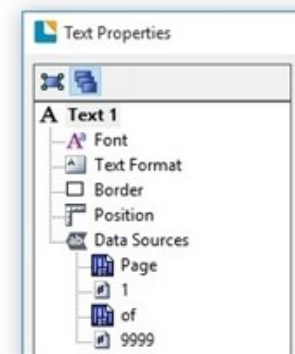 Text Properties
A Text 1
Font
Text Format
Border
Position
Data Sources
Page
1
of
9999